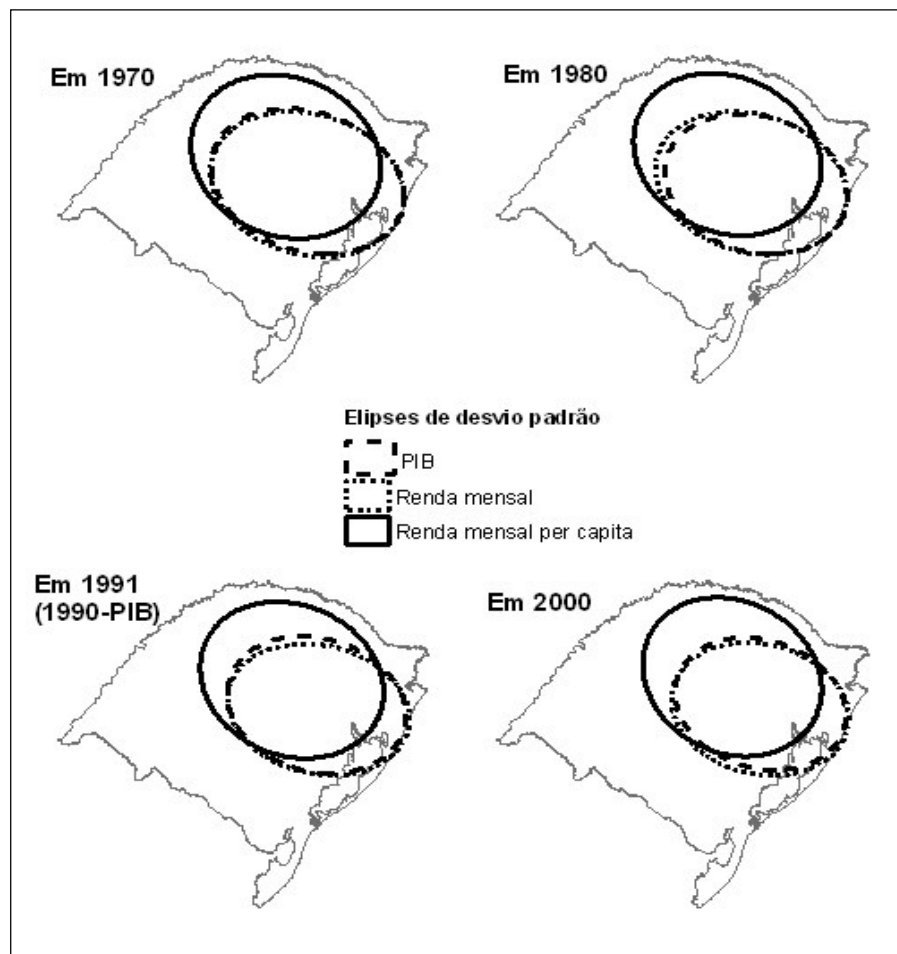 Em 1970
Em 1980
Elipses de desvio padrão
PIB
Renda mensal
Renda mensal per capita
Em 1991
(1990-PIB)
Em 2000